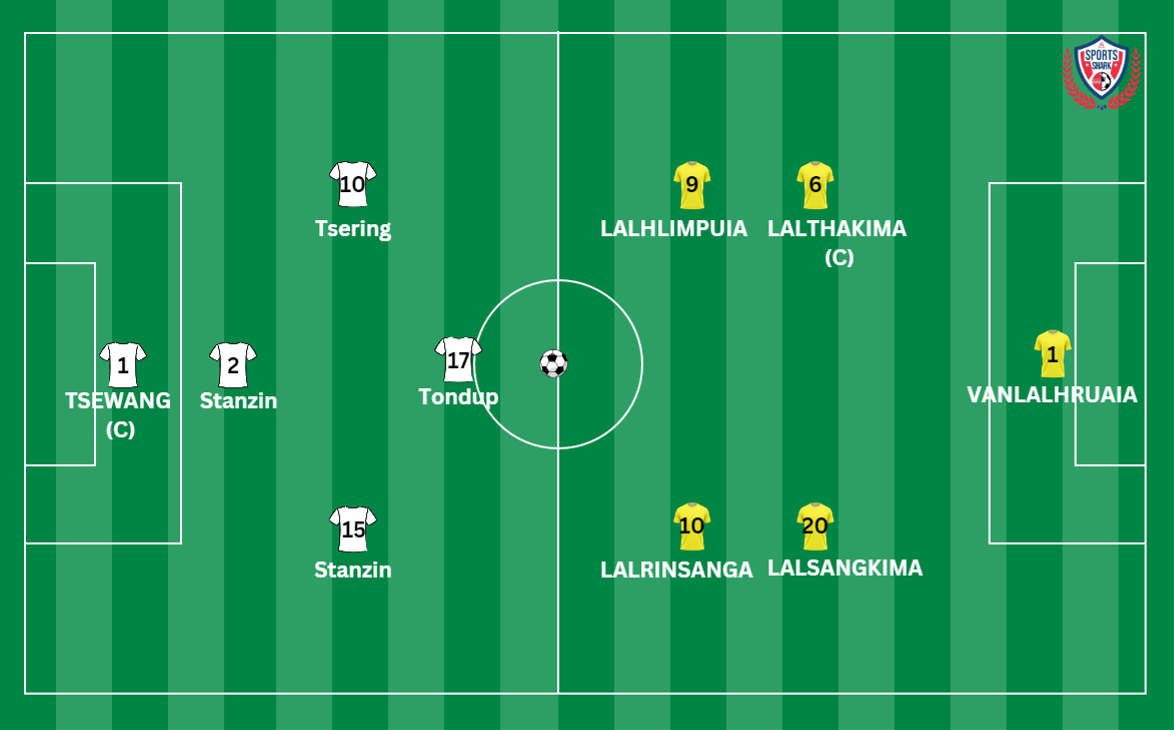 SPORTS
SHARK
10
Tsering
9
LALHLIMPUIA
6
LALTHAKIMA
(C)
1
TSEWANG
(C)
2
Stanzin
17
Tondup
1
VANLALHRUAIA
15
Stanzin
10
LALRINSANGA
20
LALSANGKIMA